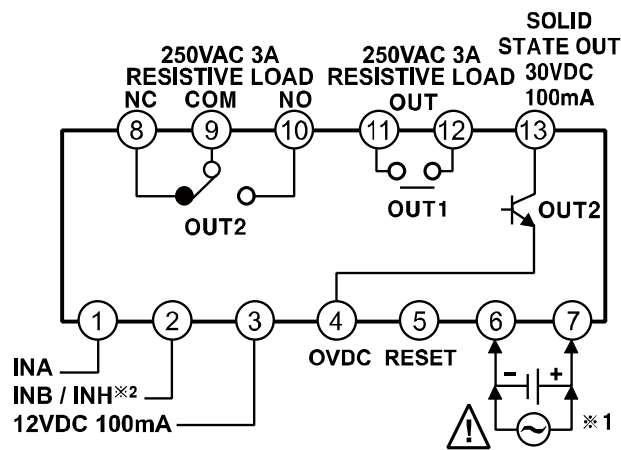 250VAC 3A
RESISTIVE LOAD
NC COM NO
250VAC 3A
RESISTIVE LOAD
OUT
SOLID
STATE OUT
30VDC
100mA
8 9 10 11 12 13
OUT2
OUT1
OUT2
1 2 3 4 5 6 7
INA
INB / INH※2
12VDC 100mA
OVDC RESET
- +
! ~ ※1